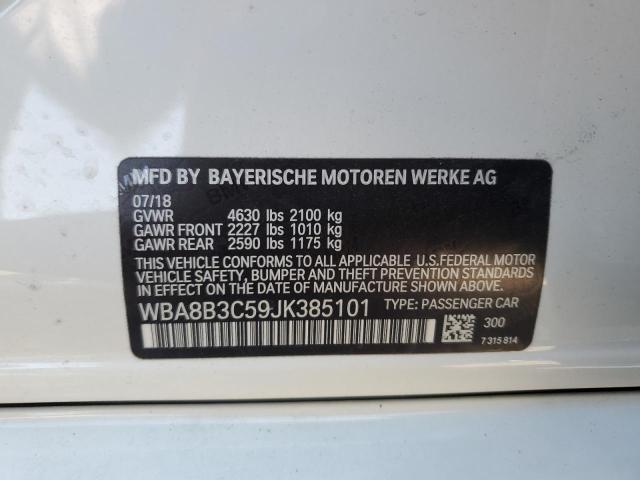 MFD BY BAYERISCHE MOTOREN WERKE AG
07/18
GVWR 4630 lbs 2100 kg
GAWR FRONT 2227 lbs 1010 kg
GAWR REAR 2590 lbs 1175 kg
THIS VEHICLE CONFORMS TO ALL APPLICABLE U.S.FEDERAL MOTOR
VEHICLE SAFETY, BUMPER AND THEFT PREVENTION STANDARDS
IN EFFECT ON THE DATE OF MANUFACTURE SHOWN ABOVE.
WBA8B3C59JK385101 TYPE: PASSENGER CAR
300
7 315 814